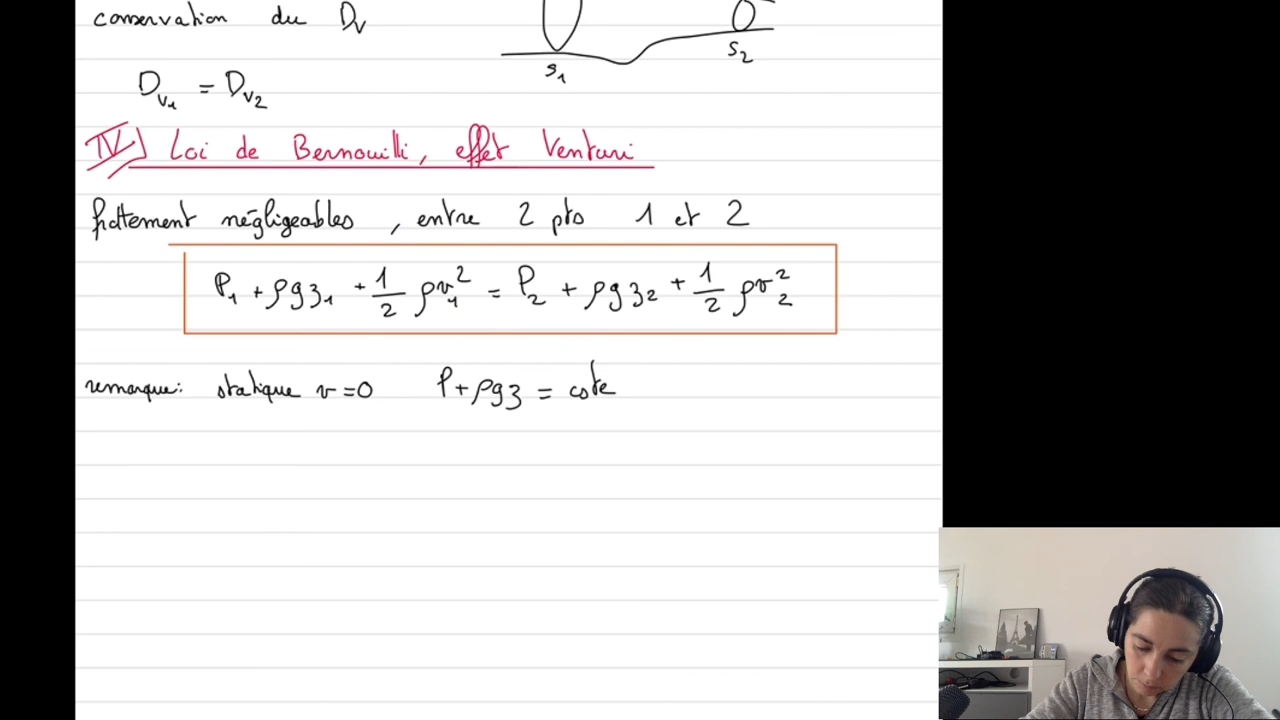 conservation du Dv
S1
S2
Dv1 = Dv2
IV) Loi de Bernouilli, effet Venturi
frottement négligeables, entre 2 pts 1 et 2
P₁ + ρgz₁ + 1/2 ρv₁² = P₂ + ρgz₂ + 1/2 ρv₂²
remarque: statique v=0 P+ρgz = cste